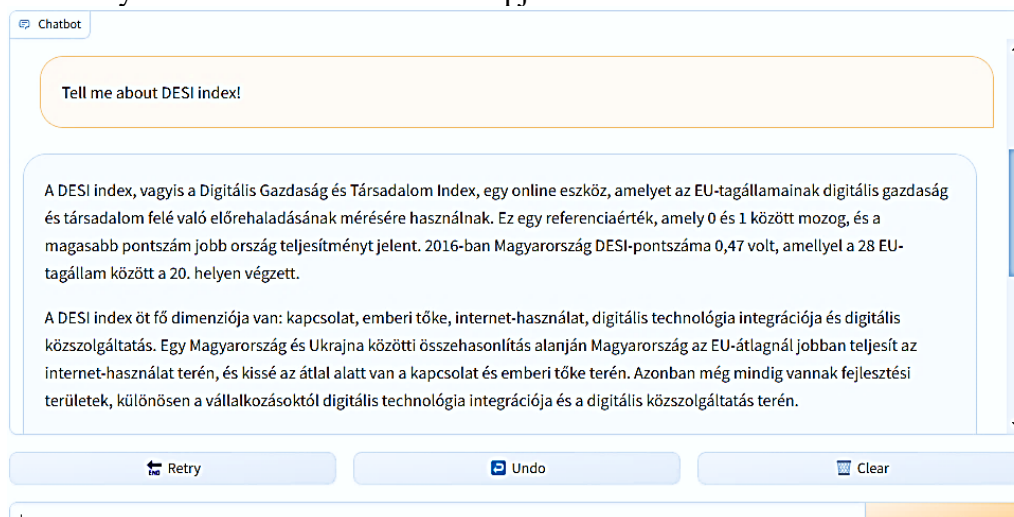 Chatbot
Tell me about DESI index!
A DESI index, vagyis a Digitális Gazdaság és Társadalom Index, egy online eszköz, amelyet az EU-tagállamainak digitális gazdaság
és társadalom felé való előrehaladásának mérésére használnak. Ez egy referenciaérték, amely 0 és 1 között mozog, és a
magasabb pontszám jobb ország teljesítményt jelent. 2016-ban Magyarország DESI-pontszáma 0,47 volt, amellyel a 28 EU-
tagállam között a 20. helyen végzett.
A DESI index öt fő dimenziója van: kapcsolat, emberi tőke, internet-használat, digitális technológia integrációja és digitális
közszolgáltatás. Egy Magyarország és Ukrajna közötti összehasonlítás alanján Magyarország az EU-átlagnál jobban teljesít az
internet-használat terén, és kissé az átlal alatt van a kapcsolat és emberi tőke terén. Azonban még mindig vannak fejlesztési
területek, különösen a vállalkozásoktól digitális technológia integrációja és a digitális közszolgáltatás terén.
Retry
Undo
Clear